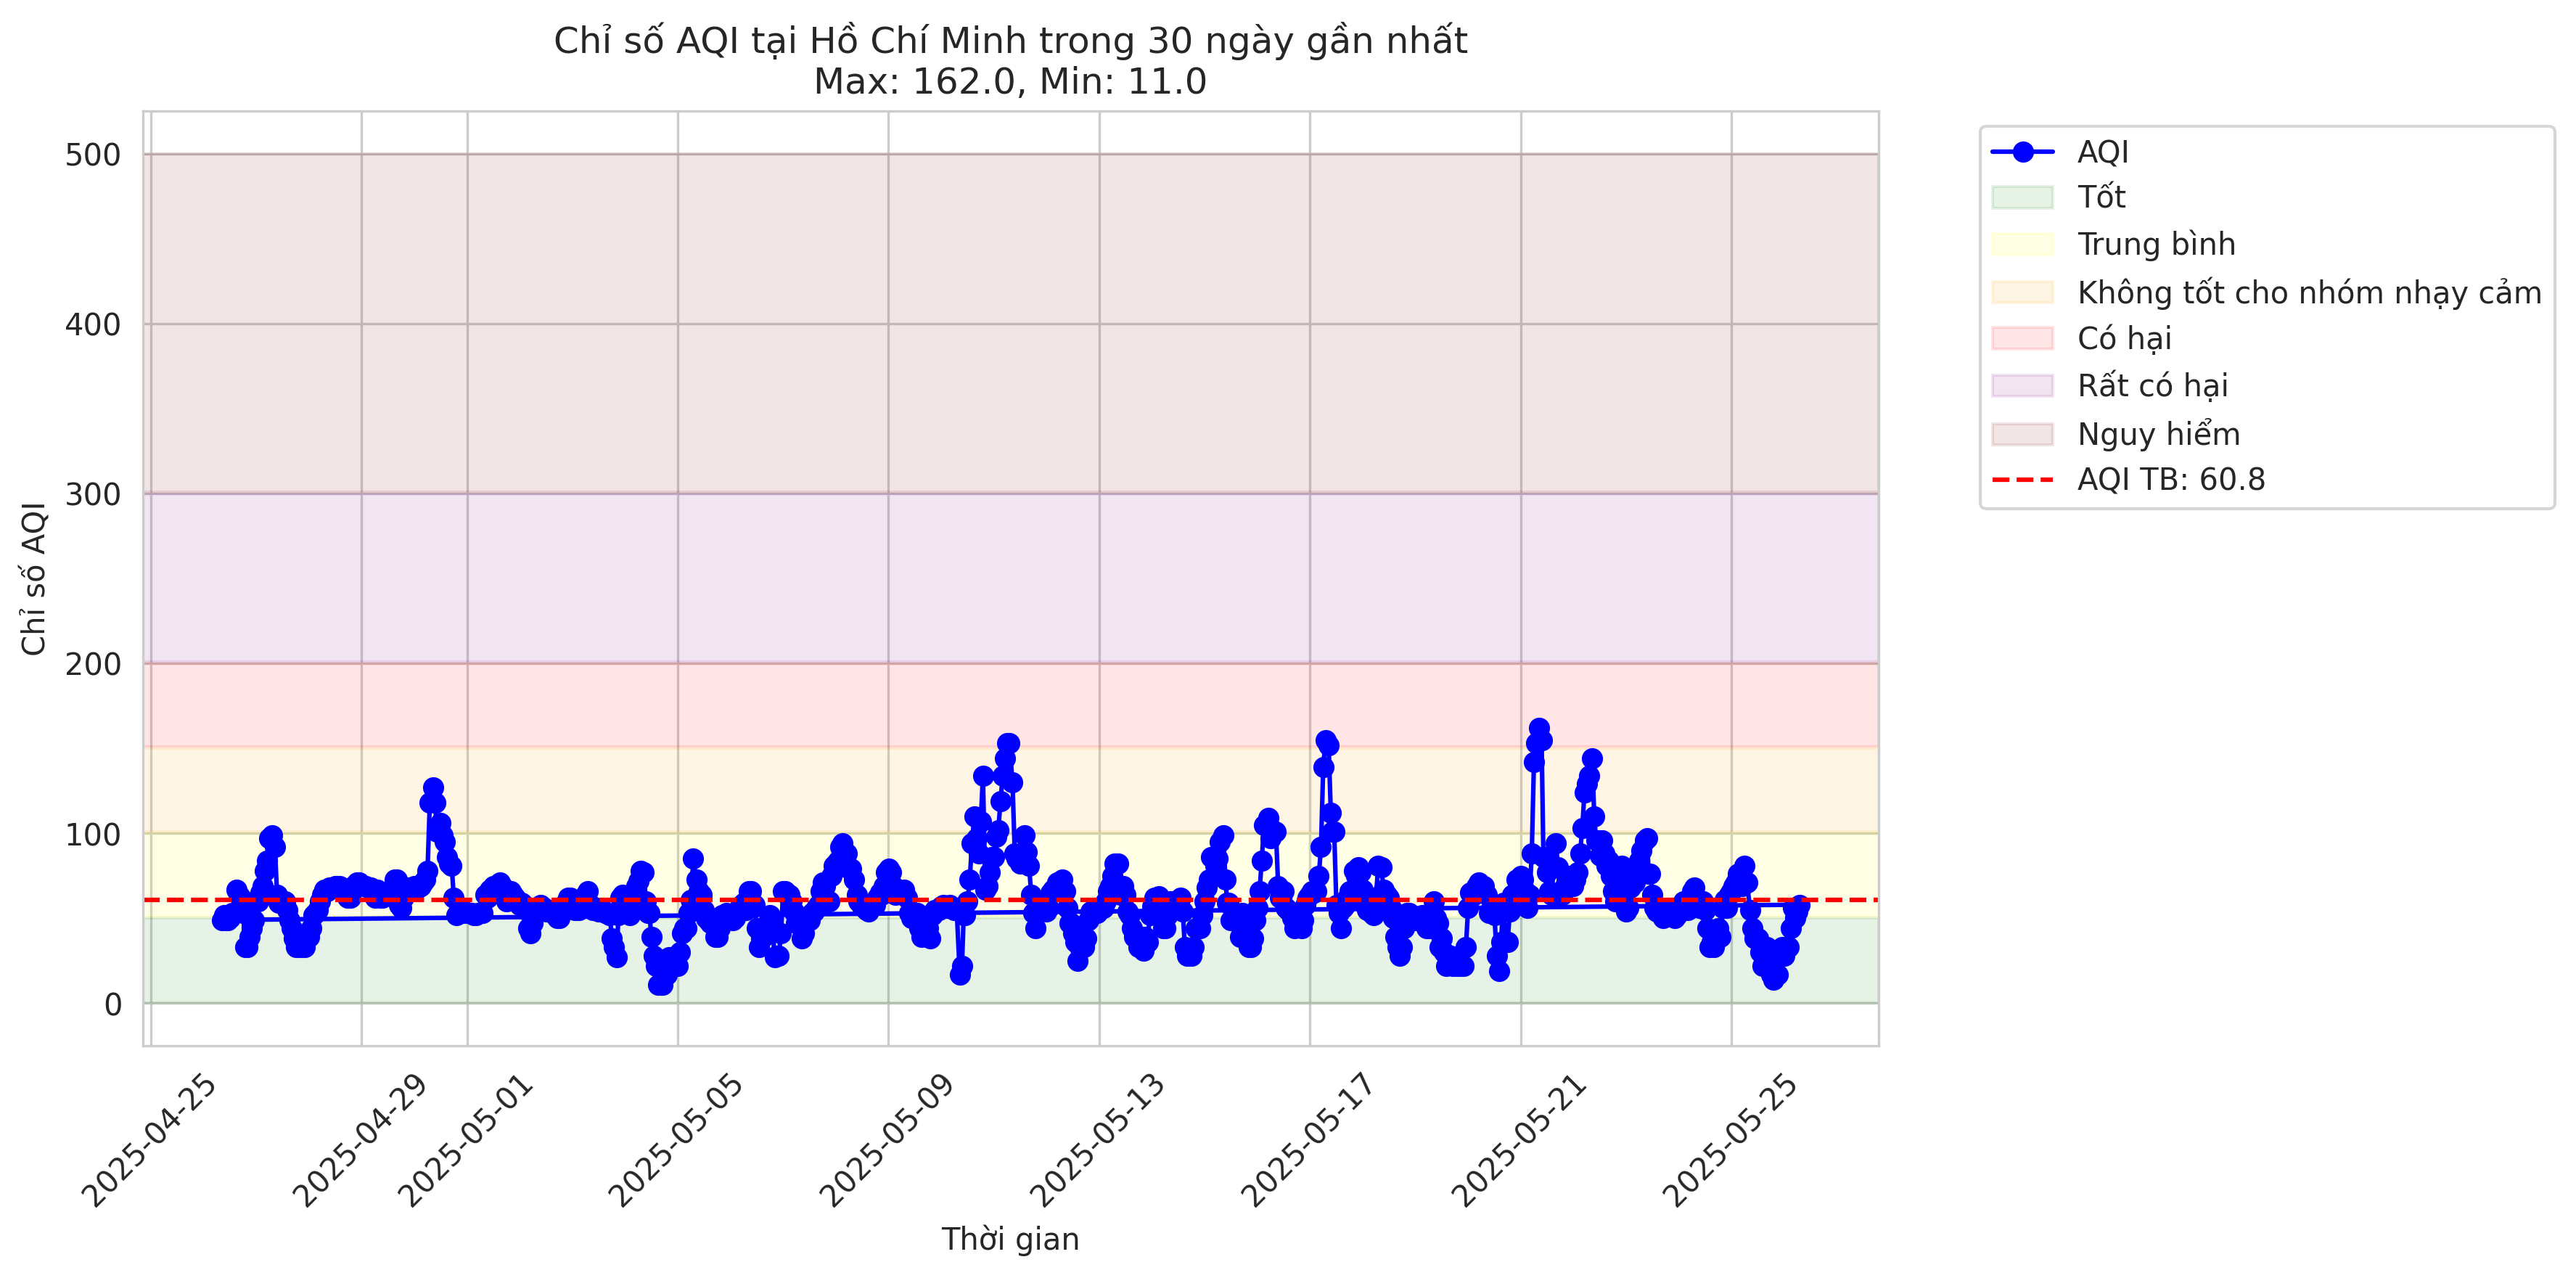 Chỉ số AQI tại Hồ Chí Minh trong 30 ngày gần nhất
Max: 162.0, Min: 11.0
Chỉ số AQI
500
400
300
200
100
0
2025-04-25
2025-04-29
2025-05-01
2025-05-05
2025-05-09
2025-05-13
2025-05-17
2025-05-21
2025-05-25
Thời gian
AQI
Tốt
Trung bình
Không tốt cho nhóm nhạy cảm
Có hại
Rất có hại
Nguy hiểm
AQI TB: 60.8